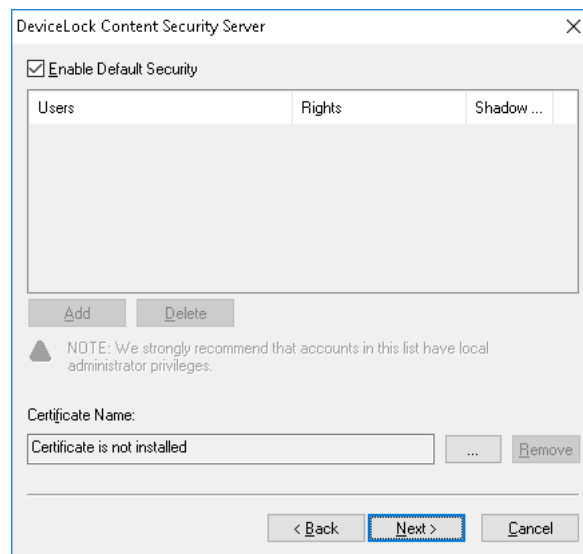 DeviceLock Content Security Server
Enable Default Security
Users Rights Shadow ...
Add Delete
NOTE: We strongly recommend that accounts in this list have local
administrator privileges.
Certificate Name:
Certificate is not installed ... Remove
< Back Next > Cancel